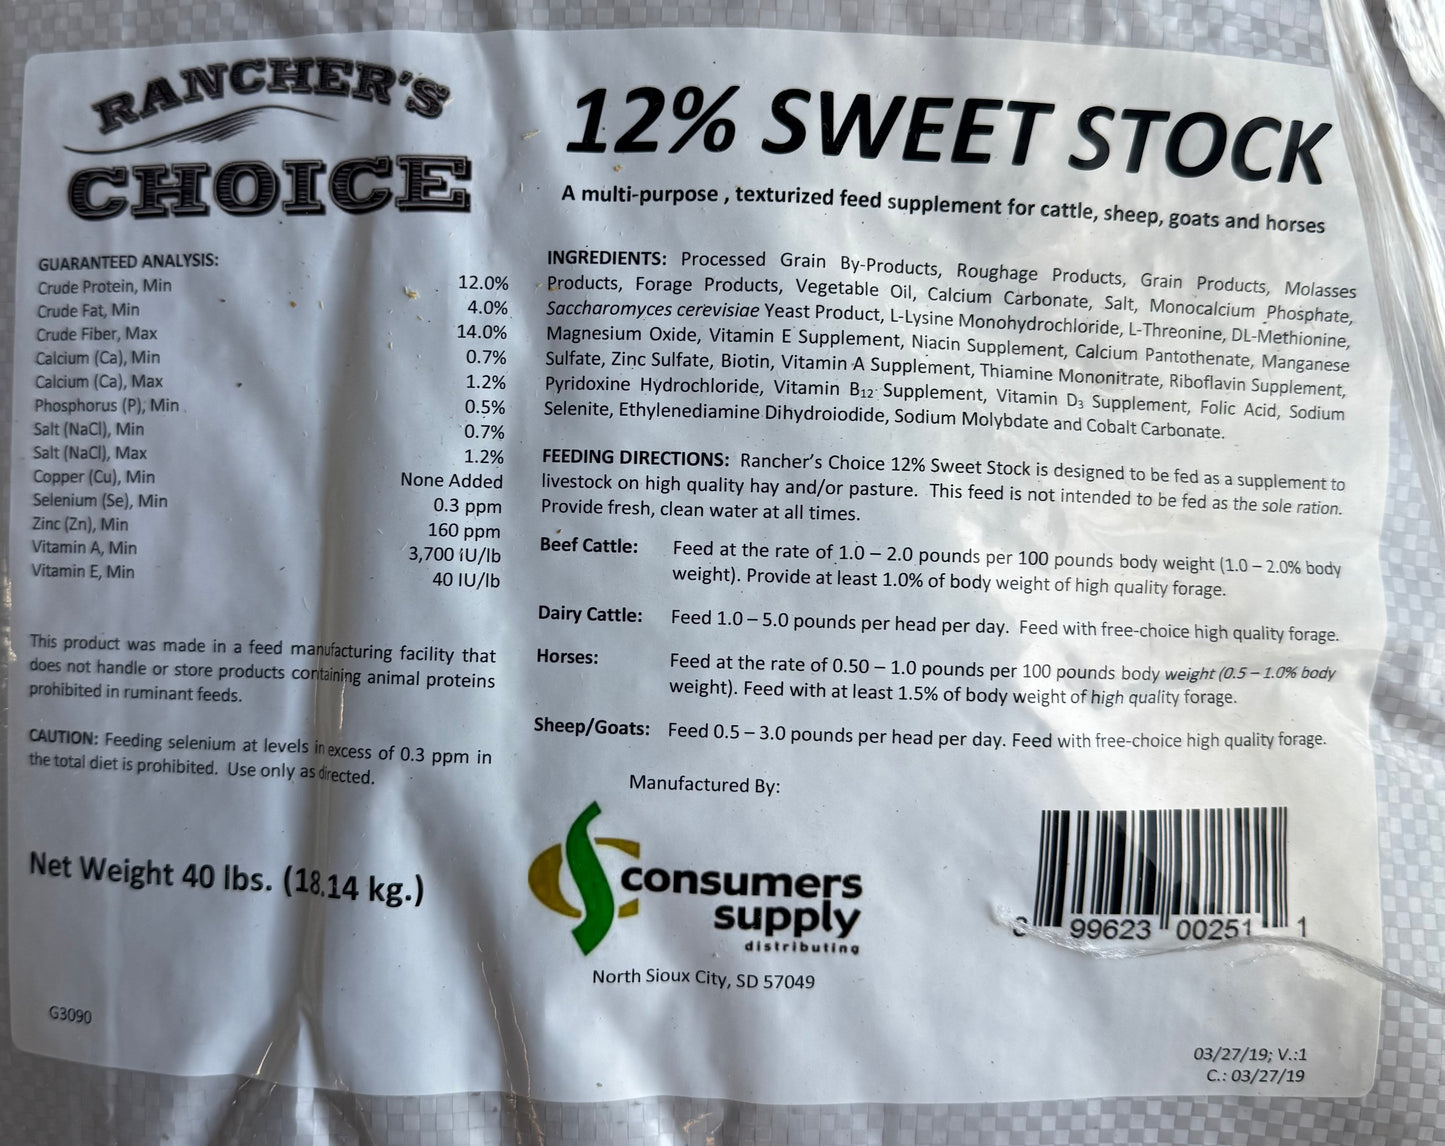 RANCHER'S
CHOICE
12% SWEET STOCK
A multi-purpose , texturized feed supplement for cattle, sheep, goats and horses
GUARANTEED ANALYSIS:
Crude Protein, Min 12.0%
Crude Fat, Min 4.0%
Crude Fiber, Max 14.0%
Calcium (Ca), Min 0.7%
Calcium (Ca), Max 1.2%
Phosphorus (P), Min 0.5%
Salt (NaCl), Min 0.7%
Salt (NaCl), Max 1.2%
Copper (Cu), Min None Added
Selenium (Se), Min 0.3 ppm
Zinc (Zn), Min 160 ppm
Vitamin A, Min 3,700 IU/lb
Vitamin E, Min 40 IU/lb
This product was made in a feed manufacturing facility that
does not handle or store products containing animal proteins
prohibited in ruminant feeds.
CAUTION: Feeding selenium at levels in excess of 0.3 ppm in
the total diet is prohibited. Use only as directed.
Net Weight 40 lbs. (18.14 kg.)
G3090
INGREDIENTS: Processed Grain By-Products, Roughage Products, Grain Products, Molasses
Products, Forage Products, Vegetable Oil, Calcium Carbonate, Salt, Monocalcium Phosphate,
Saccharomyces cerevisiae Yeast Product, L-Lysine Monohydrochloride, L-Threonine, DL-Methionine,
Magnesium Oxide, Vitamin E Supplement, Niacin Supplement, Calcium Pantothenate, Manganese
Sulfate, Zinc Sulfate, Biotin, Vitamin A Supplement, Thiamine Mononitrate, Riboflavin Supplement,
Pyridoxine Hydrochloride, Vitamin B12 Supplement, Vitamin D3 Supplement, Folic Acid, Sodium
Selenite, Ethylenediamine Dihydroiodide, Sodium Molybdate and Cobalt Carbonate.
FEEDING DIRECTIONS: Rancher's Choice 12% Sweet Stock is designed to be fed as a supplement to
livestock on high quality hay and/or pasture. This feed is not intended to be fed as the sole ration.
Provide fresh, clean water at all times.
Beef Cattle: Feed at the rate of 1.0 – 2.0 pounds per 100 pounds body weight (1.0 – 2.0% body
weight). Provide at least 1.0% of body weight of high quality forage.
Dairy Cattle: Feed 1.0 – 5.0 pounds per head per day. Feed with free-choice high quality forage.
Horses: Feed at the rate of 0.50 – 1.0 pounds per 100 pounds body weight (0.5 – 1.0% body
weight). Feed with at least 1.5% of body weight of high quality forage.
Sheep/Goats: Feed 0.5 – 3.0 pounds per head per day. Feed with free-choice high quality forage.
Manufactured By:
consumers
supply
distributing
North Sioux City, SD 57049
99623 00251 1
03/27/19; V.:1
C.: 03/27/19